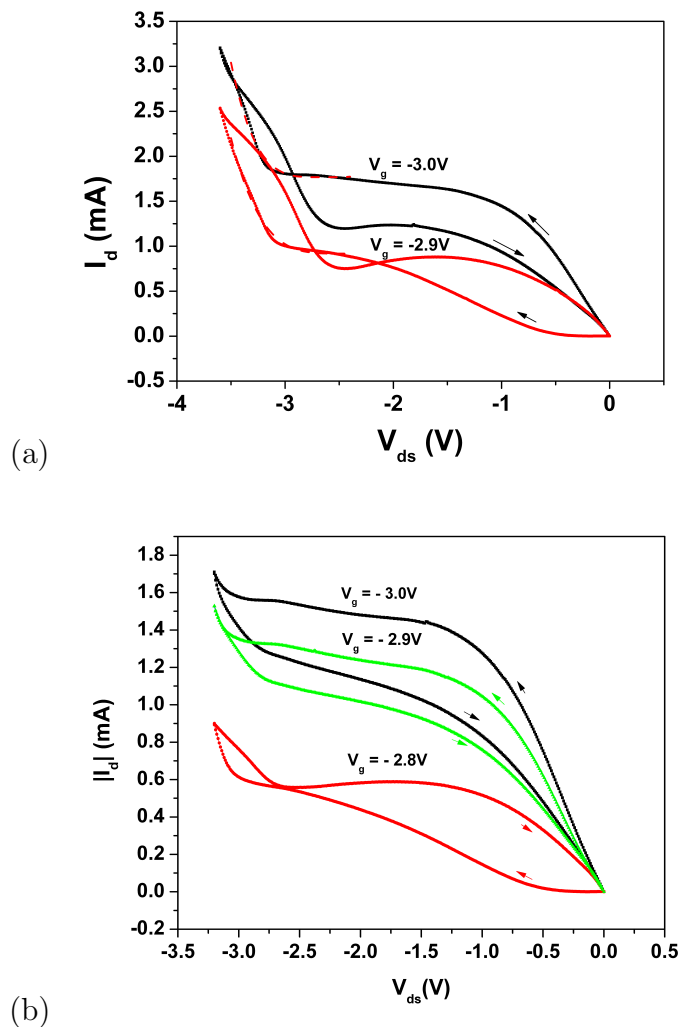 3.5
3.0
2.5
2.0
1.5
1.0
0.5
0.0
-0.5
I_d (mA)
V_g = -3.0V
V_g = -2.9V
-4 -3 -2 -1 0
V_ds (V)
(a)
1.8
1.6
1.4
1.2
1.0
0.8
0.6
0.4
0.2
0.0
-0.2
|I_d| (mA)
V_g = - 3.0V
V_g = - 2.9V
V_g = - 2.8V
-3.5 -3.0 -2.5 -2.0 -1.5 -1.0 -0.5 0.0 0.5
V_ds(V)
(b)